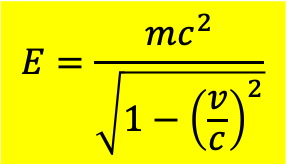 E = mc² / √(1 − (v/c)²)